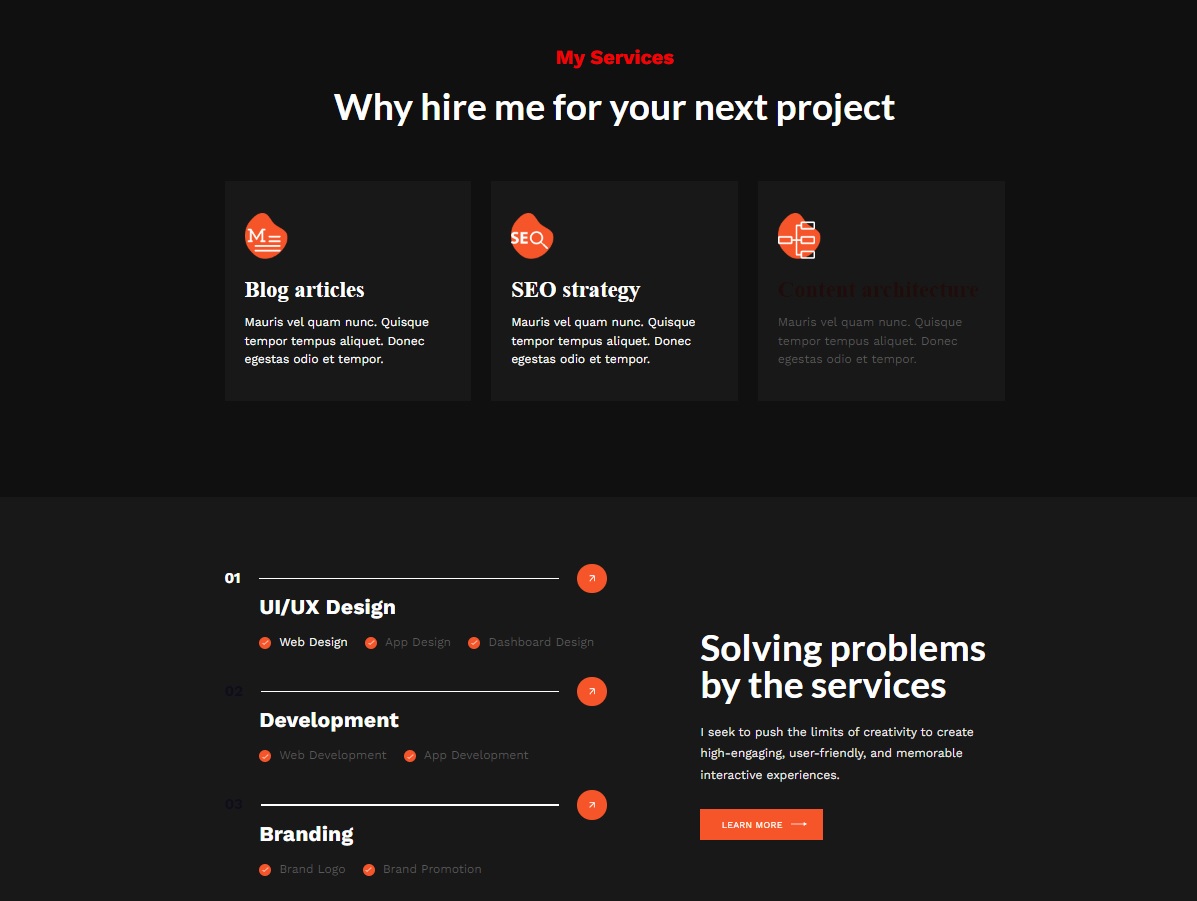 My Services
Why hire me for your next project
M
SEO
Blog articles
SEO strategy
Content architecture
Mauris vel quam nunc. Quisque
tempor tempus aliquet. Donec
egestas odio et tempor.
Mauris vel quam nunc. Quisque
tempor tempus aliquet. Donec
egestas odio et tempor.
Mauris vel quam nunc. Quisque
tempor tempus aliquet. Donec
egestas odio et tempor.
01
UI/UX Design
Web Design App Design Dashboard Design
02
Development
Web Development App Development
03
Branding
Brand Logo Brand Promotion
Solving problems
by the services
I seek to push the limits of creativity to create
high-engaging, user-friendly, and memorable
interactive experiences.
LEARN MORE